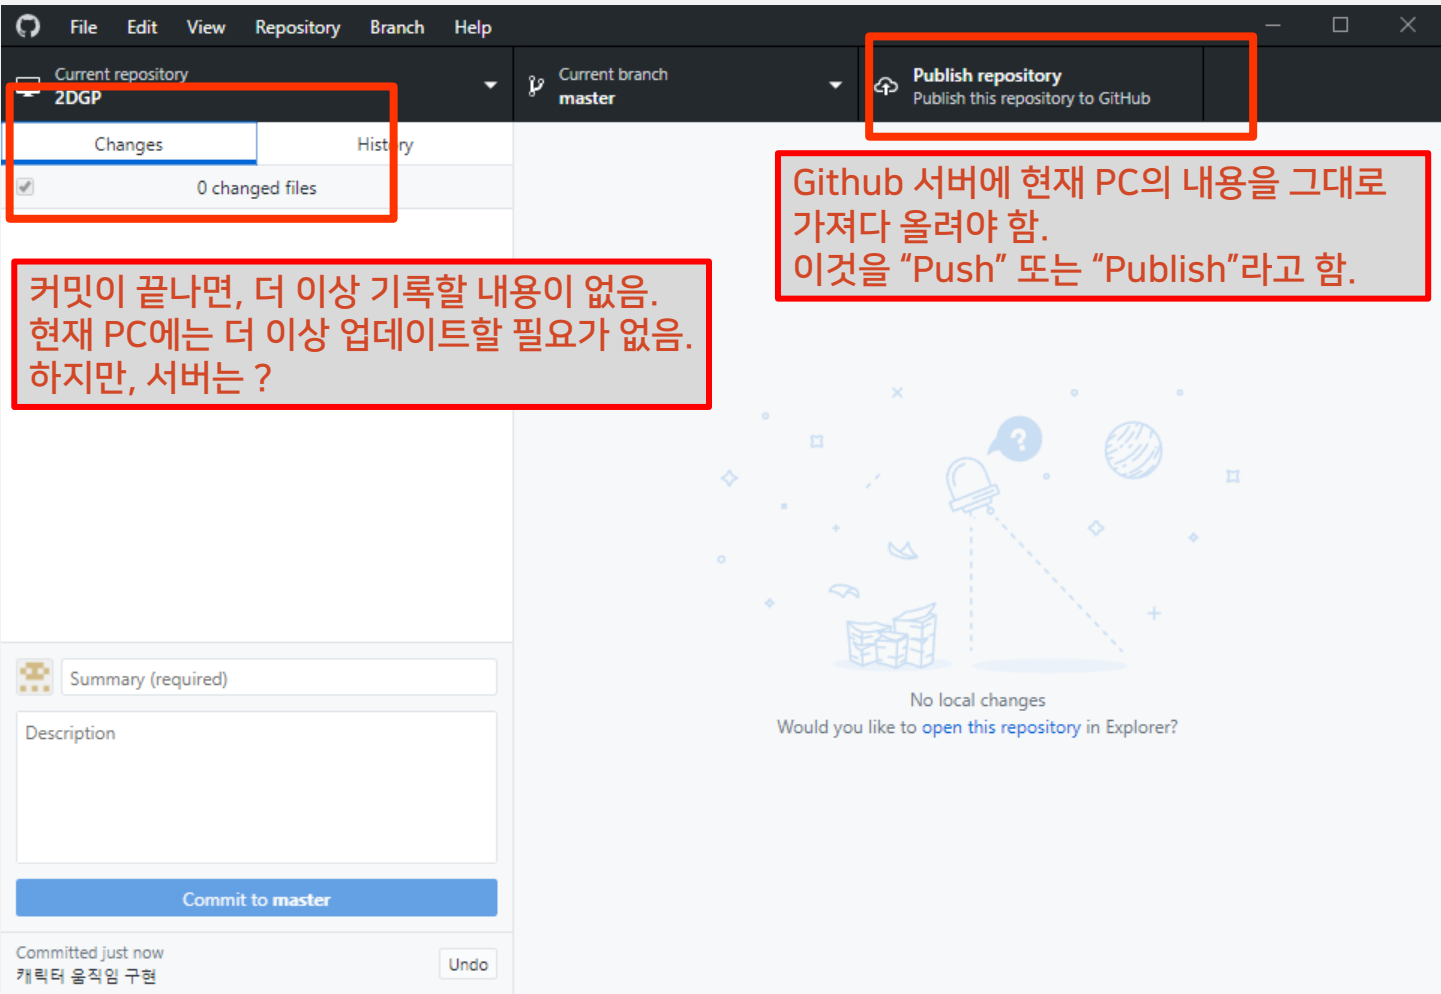 File Edit View Repository Branch Help
Current repository
2DGP
Current branch
master
Publish repository
Publish this repository to GitHub
Changes History
0 changed files
Github 서버에 현재 PC의 내용을 그대로
가져다 올려야 함.
이것을 “Push” 또는 “Publish”라고 함.
커밋이 끝나면, 더 이상 기록할 내용이 없음.
현재 PC에는 더 이상 업데이트할 필요가 없음.
하지만, 서버는 ?
?
Summary (required)
Description
No local changes
Would you like to open this repository in Explorer?
Commit to master
Committed just now
캐릭터 움직임 구현
Undo